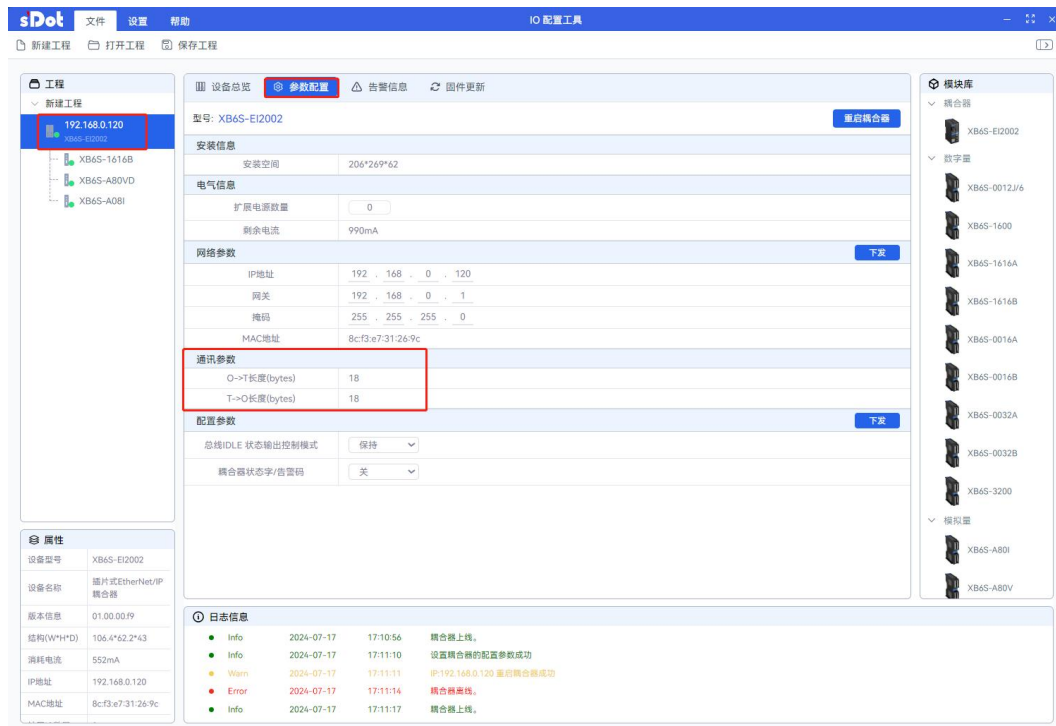 sDot 文件 设置 帮助 IO 配置工具
新建工程 打开工程 保存工程
工程
新建工程
192.168.0.120
XB6S-EI2002
XB6S-1616B
XB6S-A80VD
XB6S-A08I
设备总览 参数配置 告警信息 固件更新
型号: XB6S-EI2002 重启耦合器
安装信息
安装空间 206*269*62
电气信息
扩展电源数量 0
剩余电流 990mA
网络参数 下发
IP地址 192 . 168 . 0 . 120
网关 192 . 168 . 0 . 1
掩码 255 . 255 . 255 . 0
MAC地址 8c:f3:e7:31:26:9c
通讯参数
O->T长度(bytes) 18
T->O长度(bytes) 18
配置参数 下发
总线IDLE 状态输出控制模式 保持
耦合器状态字/告警码 关
模块库
耦合器
XB6S-EI2002
数字量
XB6S-0012J/6
XB6S-1600
XB6S-1616A
XB6S-1616B
XB6S-0016A
XB6S-0016B
XB6S-0032A
XB6S-0032B
XB6S-3200
模拟量
XB6S-A80I
XB6S-A80V
属性
设备型号 XB6S-EI2002
设备名称 插片式EtherNet/IP
耦合器
版本信息 01.00.00.f9
结构(W*H*D) 106.4*62.2*43
消耗电流 552mA
IP地址 192.168.0.120
MAC地址 8c:f3:e7:31:26:9c
日志信息
Info 2024-07-17 17:10:56 耦合器上线。
Info 2024-07-17 17:11:10 设置耦合器的配置参数成功
Warn 2024-07-17 17:11:11 IP:192.168.0.120 重启耦合器成功
Error 2024-07-17 17:11:14 耦合器离线。
Info 2024-07-17 17:11:17 耦合器上线。